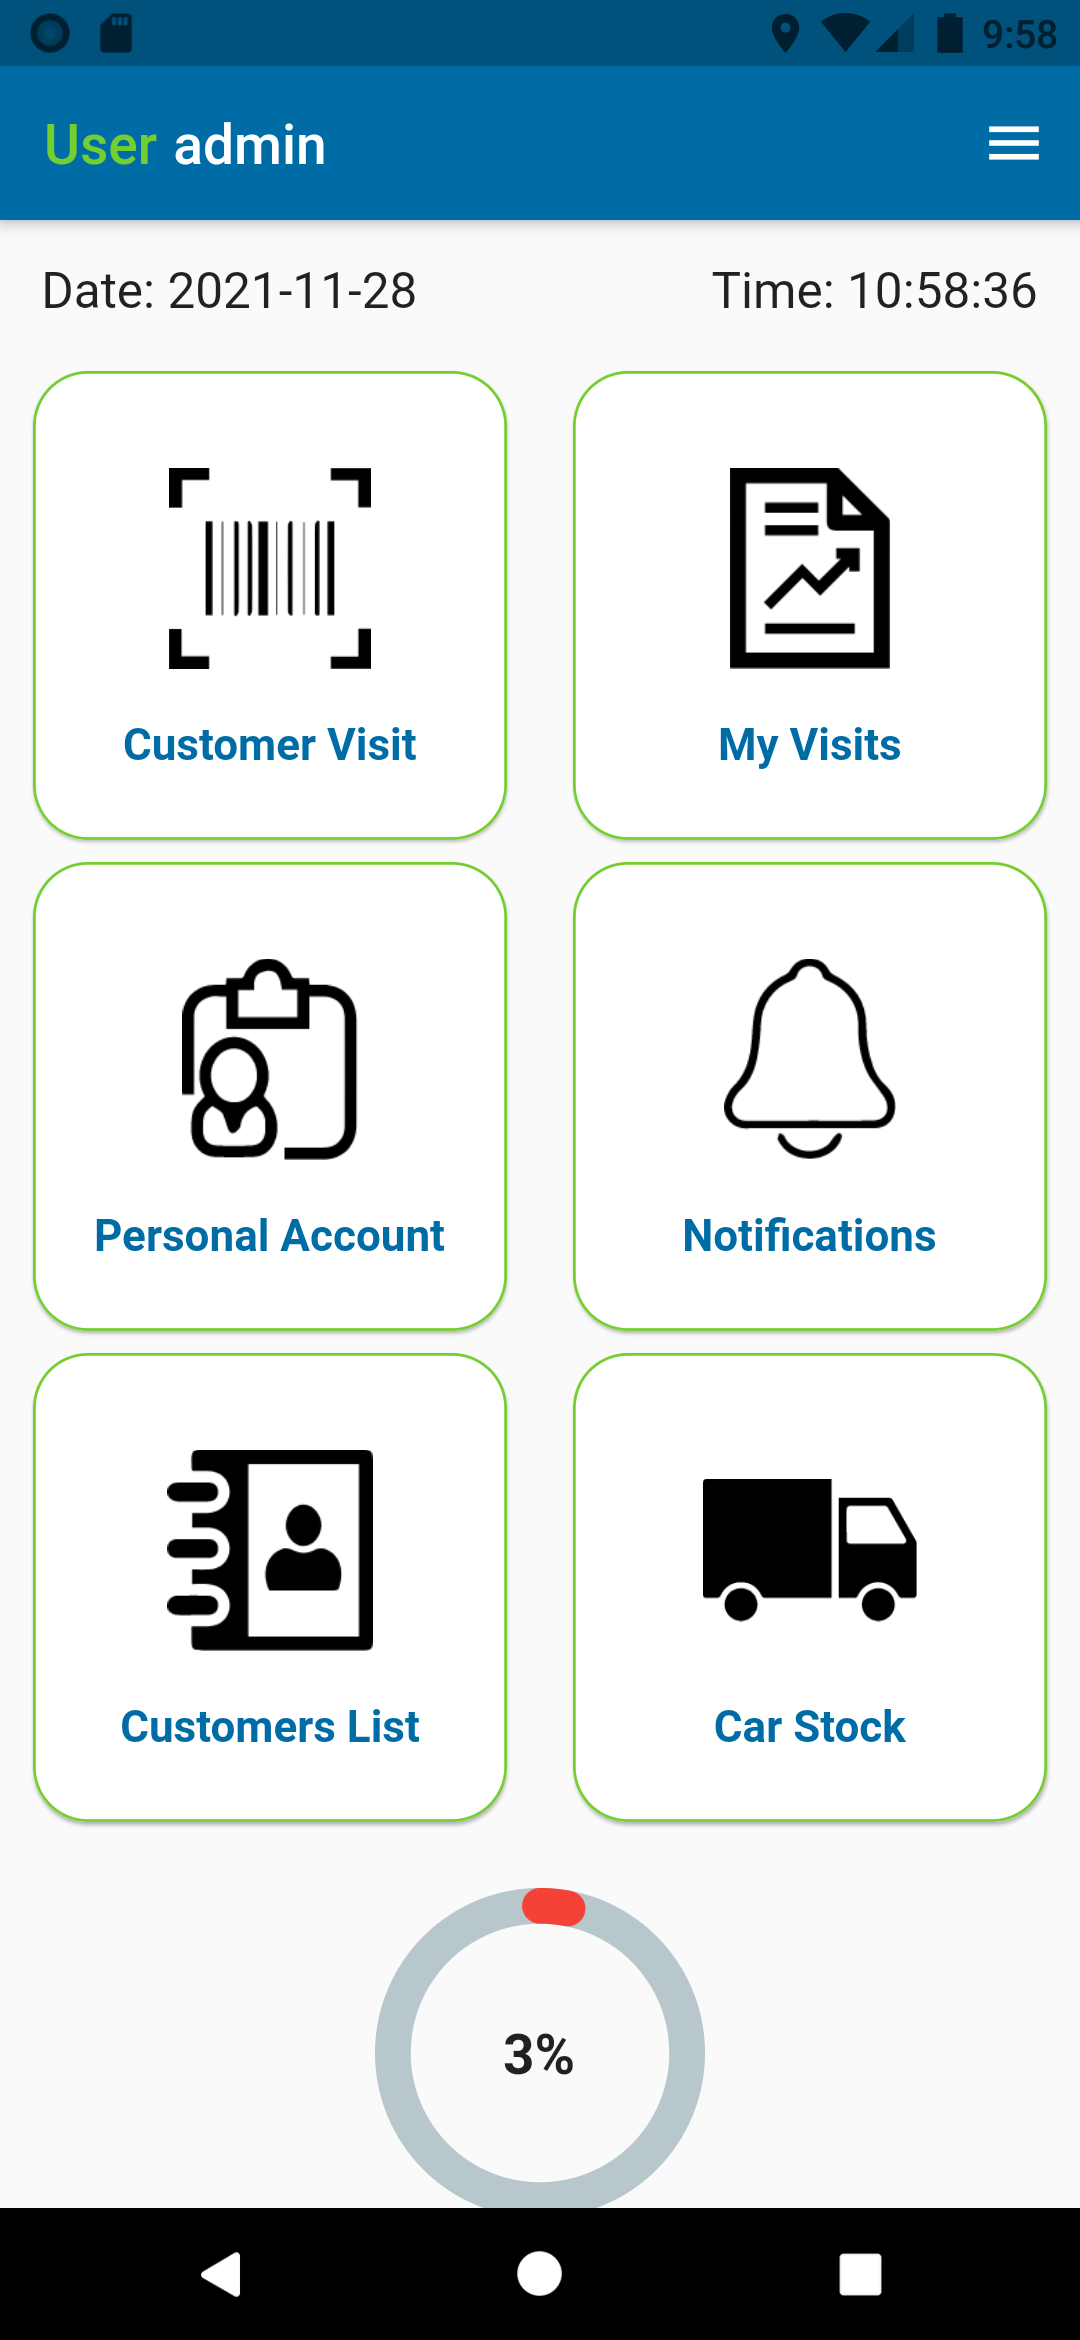 9:58
User admin
Date: 2021-11-28 Time: 10:58:36
Customer Visit
My Visits
Personal Account
Notifications
Customers List
Car Stock
3%